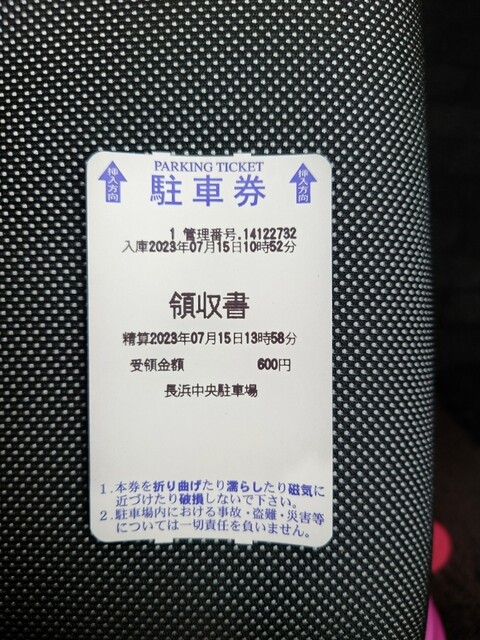 PARKING TICKET
挿入方向 駐車券 挿入方向
1 管理番号.14122732
入庫2023年07月15日10時52分
領収書
精算2023年07月15日13時58分
受領金額 600円
長浜中央駐車場
1.本券を折り曲げたり濡らしたり磁気に
近づけたり破損しないで下さい。
2.駐車場内における事故・盗難・災害等
については一切責任を負いません。